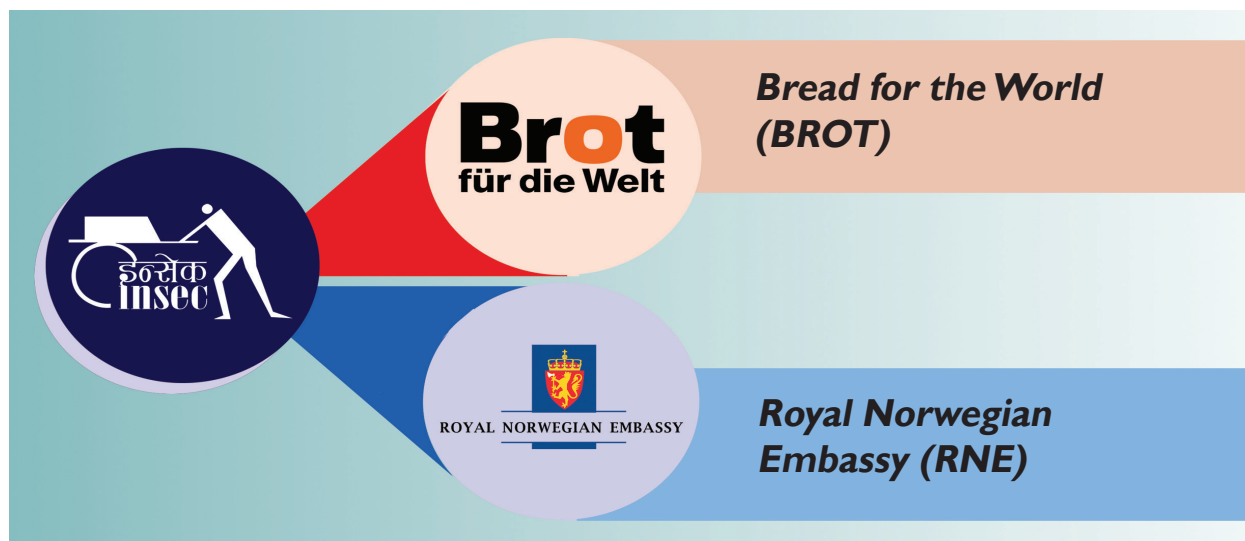 इन्सेक
insec
Brot
für die Welt
Bread for the World
(BROT)
ROYAL NORWEGIAN EMBASSY
Royal Norwegian
Embassy (RNE)